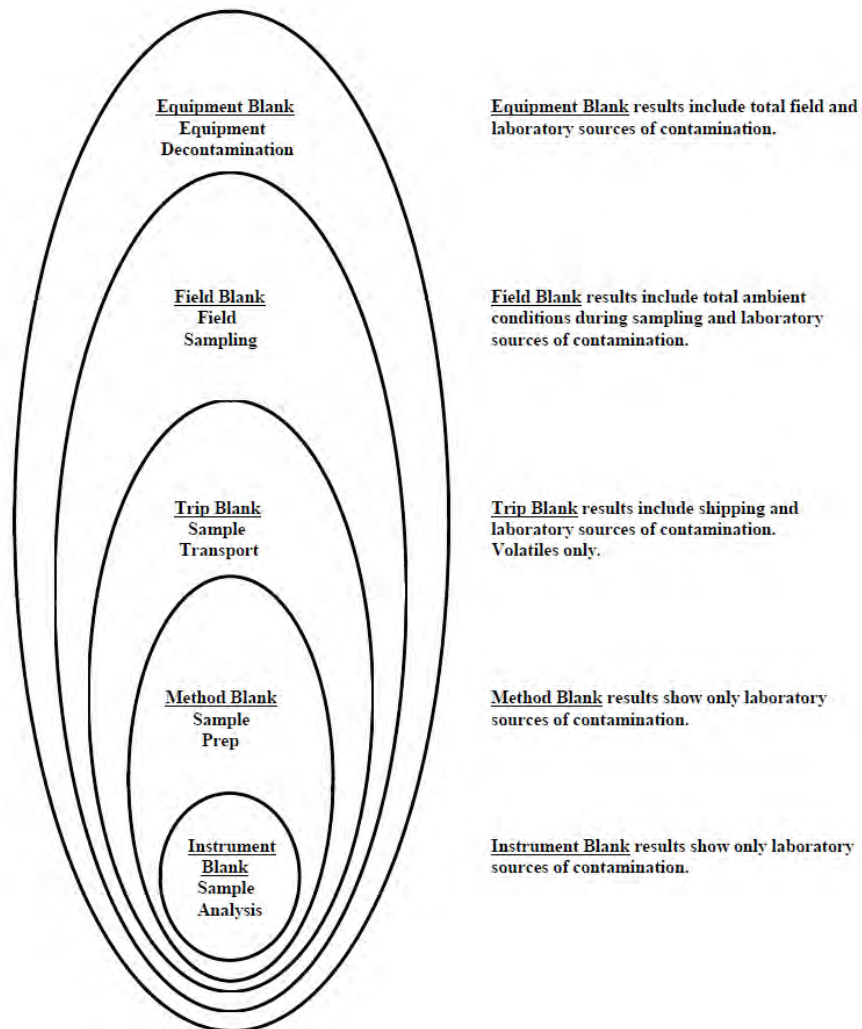 Equipment Blank
Equipment
Decontamination
Equipment Blank results include total field and
laboratory sources of contamination.
Field Blank
Field
Sampling
Field Blank results include total ambient
conditions during sampling and laboratory
sources of contamination.
Trip Blank
Sample
Transport
Trip Blank results include shipping and
laboratory sources of contamination.
Volatiles only.
Method Blank
Sample
Prep
Method Blank results show only laboratory
sources of contamination.
Instrument
Blank
Sample
Analysis
Instrument Blank results show only laboratory
sources of contamination.